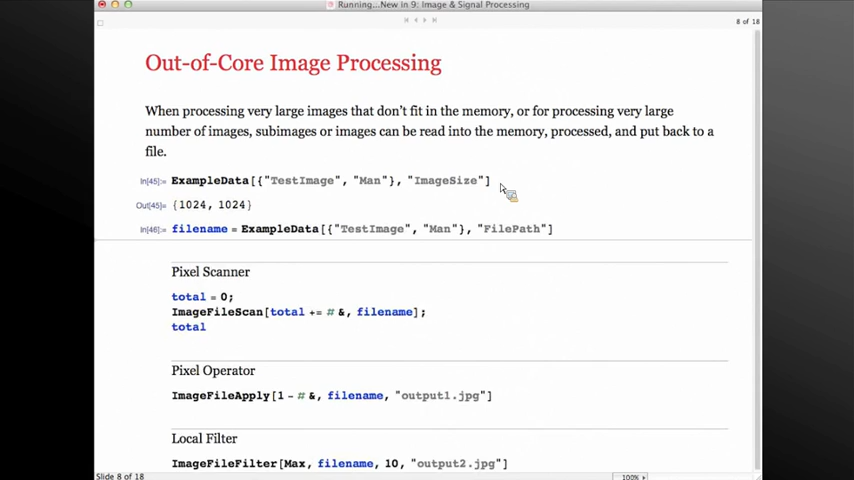 Running...New in 9: Image & Signal Processing
8 of 18
Out-of-Core Image Processing
When processing very large images that don't fit in the memory, or for processing very large
number of images, subimages or images can be read into the memory, processed, and put back to a
file.
In[45]:= ExampleData[{"TestImage", "Man"}, "ImageSize"]
Out[45]= {1024, 1024}
In[46]:= filename = ExampleData[{"TestImage", "Man"}, "FilePath"]
Pixel Scanner
total = 0;
ImageFileScan[total += # &, filename];
total
Pixel Operator
ImageFileApply[1 - # &, filename, "output1.jpg"]
Local Filter
ImageFileFilter[Max, filename, 10, "output2.jpg"]
Slide 8 of 18
100%